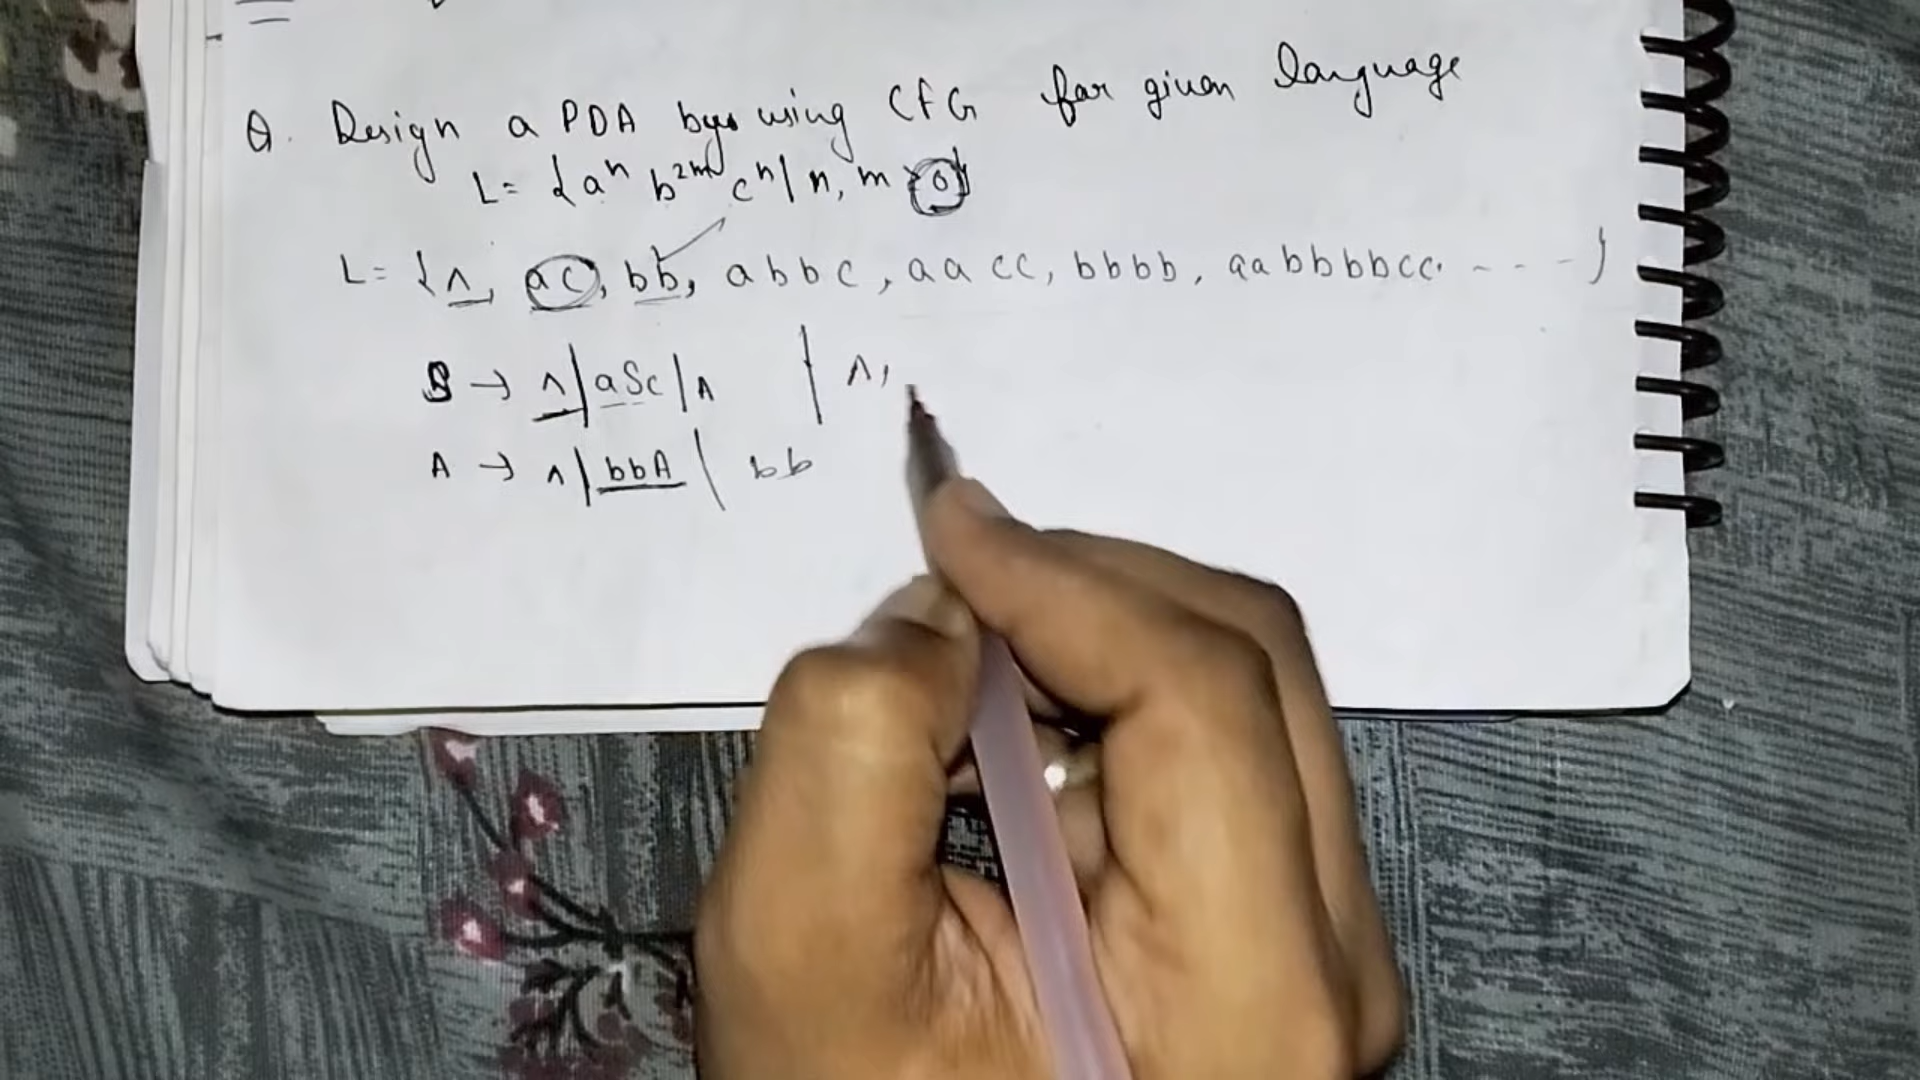 Q. Design a PDA by using CFG for given language
L = { aⁿ b²ᵐ cⁿ | n, m ≥ 0 }
L = { ^, ac, bb, abbc, aacc, bbbb, aabbbbcc. - - - }
S → ^ | aSc | A | ^,
A → ^ | bbA | bb